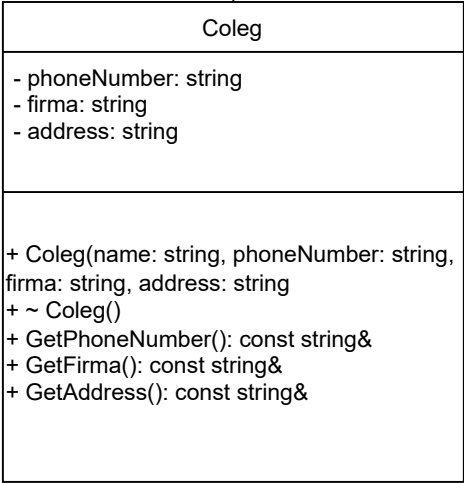 Coleg
- phoneNumber: string
- firma: string
- address: string
+ Coleg(name: string, phoneNumber: string,
firma: string, address: string
+ ~ Coleg()
+ GetPhoneNumber(): const string&
+ GetFirma(): const string&
+ GetAddress(): const string&